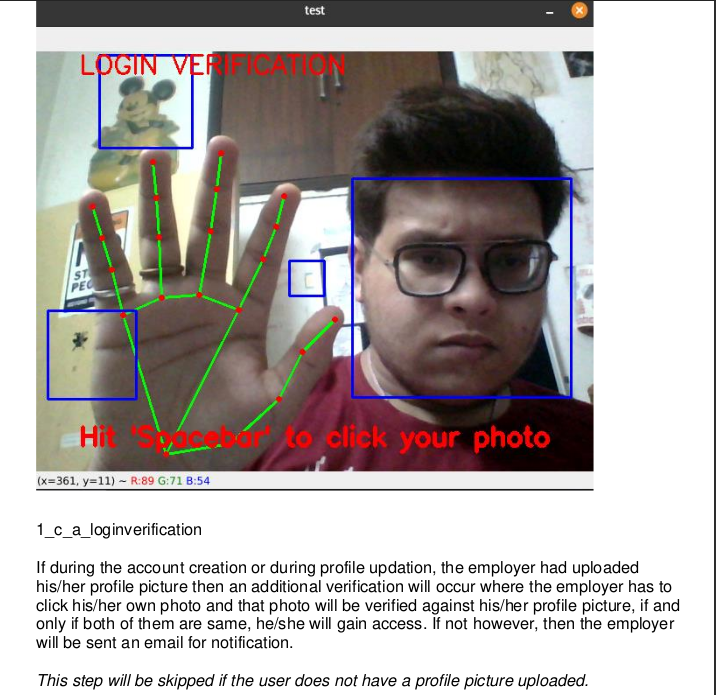 test
LOGIN VERIFICATION
Hit 'Spacebar' to click your photo
(x=361, y=11) ~ R:89 G:71 B:54
1_c_a_loginverification
If during the account creation or during profile updation, the employer had uploaded
his/her profile picture then an additional verification will occur where the employer has to
click his/her own photo and that photo will be verified against his/her profile picture, if and
only if both of them are same, he/she will gain access. If not however, then the employer
will be sent an email for notification.
This step will be skipped if the user does not have a profile picture uploaded.